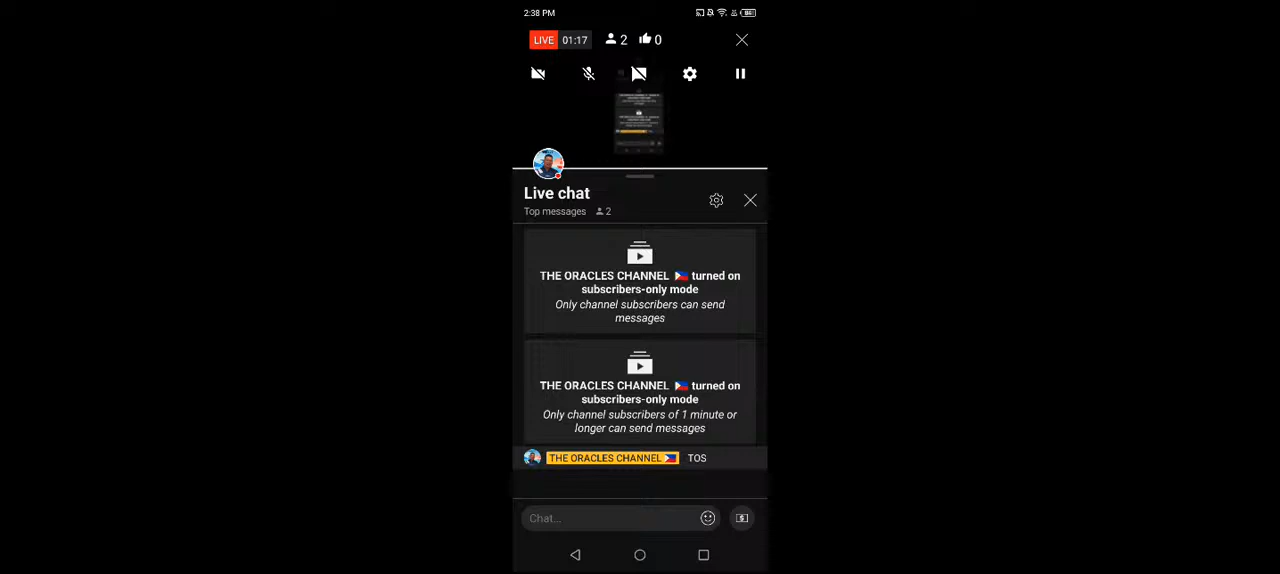 2:38 PM
LIVE 01:17 2 0
Live chat
Top messages 2
THE ORACLES CHANNEL 🇵🇭 turned on
subscribers-only mode
Only channel subscribers can send
messages
THE ORACLES CHANNEL 🇵🇭 turned on
subscribers-only mode
Only channel subscribers of 1 minute or
longer can send messages
THE ORACLES CHANNEL 🇵🇭 TOS
Chat...